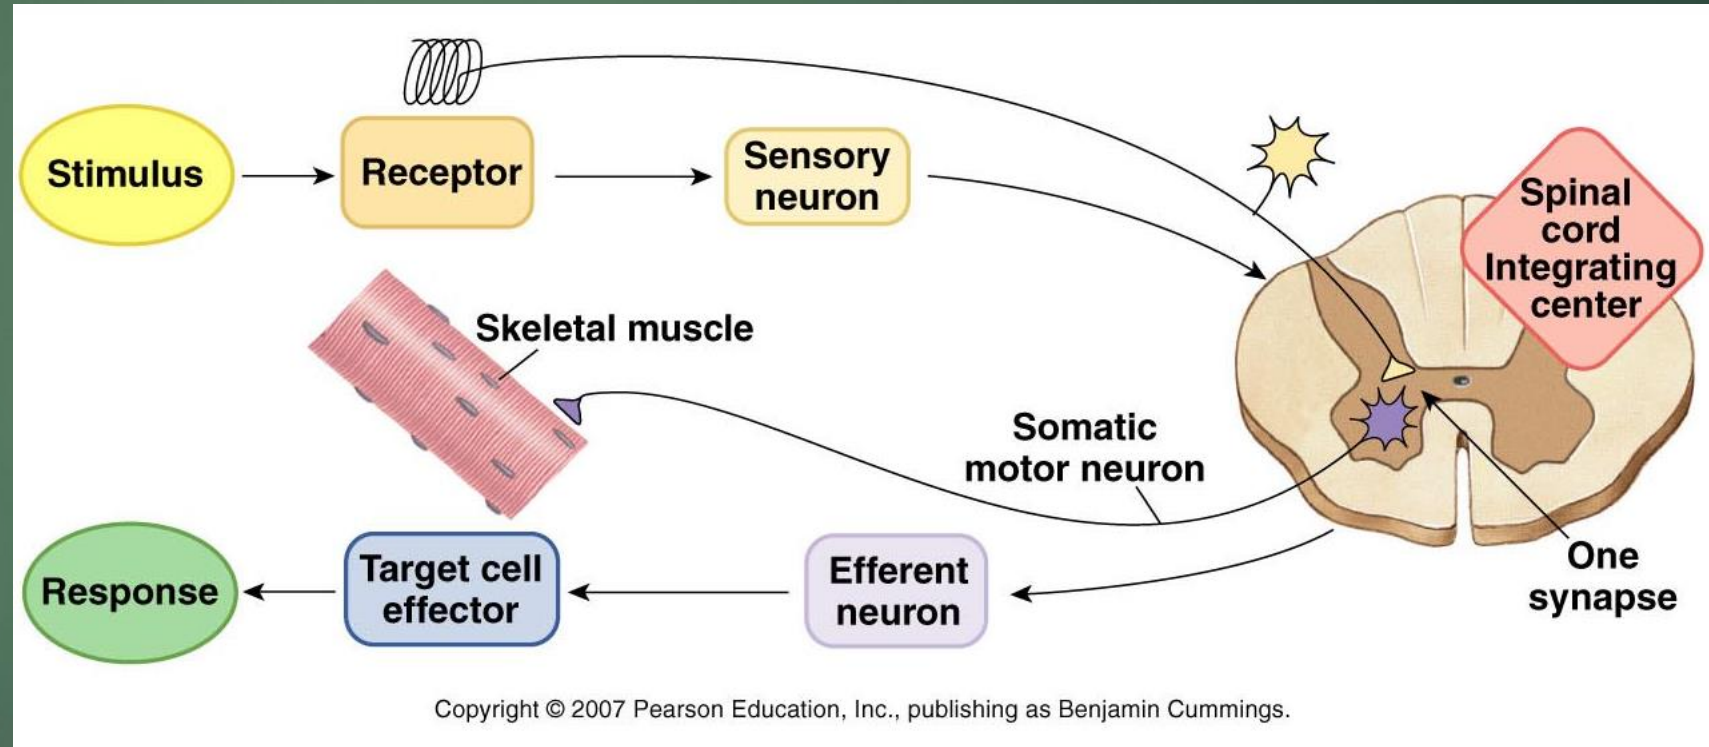 Stimulus
Receptor
Sensory
neuron
Spinal
cord
Integrating
center
Skeletal muscle
Somatic
motor neuron
One
synapse
Response
Target cell
effector
Efferent
neuron
Copyright © 2007 Pearson Education, Inc., publishing as Benjamin Cummings.